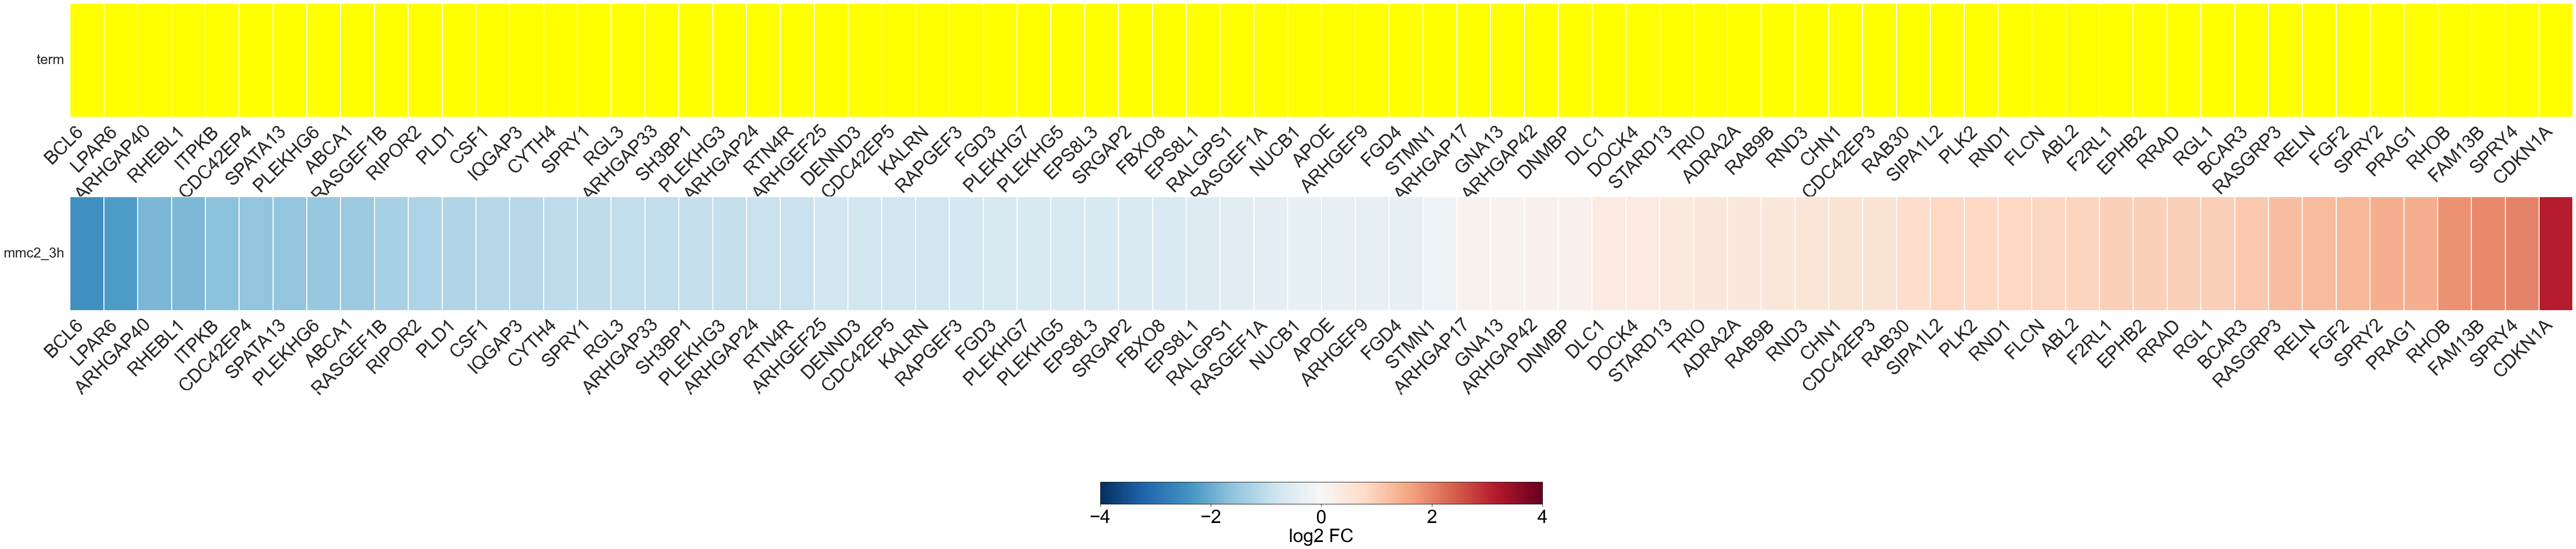 term
BCL6 LPAR6 ARHGAP40 RHEBL1 ITPKB CDC42EP4 SPATA13 PLEKHG6 ABCA1 RASGEF1B RIPOR2 PLD1 CSF1 IQGAP3 CYTH4 SPRY1 RGL3 ARHGAP33 SH3BP1 PLEKHG3 ARHGAP24 RTN4R ARHGEF25 DENND3 CDC42EP5 KALRN RAPGEF3 FGD3 PLEKHG7 PLEKHG5 EPS8L3 SRGAP2 FBXO8 EPS8L1 RALGPS1 RASGEF1A NUCB1 APOE ARHGEF9 FGD4 STMN1 ARHGAP17 GNA13 ARHGAP42 DNMBP DLC1 DOCK4 STARD13 TRIO ADRA2A RAB9B RND3 CHN1 CDC42EP3 RAB30 SIPA1L2 PLK2 RND1 FLCN ABL2 F2RL1 EPHB2 RRAD RGL1 BCAR3 RASGRP3 RELN FGF2 SPRY2 PRAG1 RHOB FAM13B SPRY4 CDKN1A
mmc2_3h
BCL6 LPAR6 ARHGAP40 RHEBL1 ITPKB CDC42EP4 SPATA13 PLEKHG6 ABCA1 RASGEF1B RIPOR2 PLD1 CSF1 IQGAP3 CYTH4 SPRY1 RGL3 ARHGAP33 SH3BP1 PLEKHG3 ARHGAP24 RTN4R ARHGEF25 DENND3 CDC42EP5 KALRN RAPGEF3 FGD3 PLEKHG7 PLEKHG5 EPS8L3 SRGAP2 FBXO8 EPS8L1 RALGPS1 RASGEF1A NUCB1 APOE ARHGEF9 FGD4 STMN1 ARHGAP17 GNA13 ARHGAP42 DNMBP DLC1 DOCK4 STARD13 TRIO ADRA2A RAB9B RND3 CHN1 CDC42EP3 RAB30 SIPA1L2 PLK2 RND1 FLCN ABL2 F2RL1 EPHB2 RRAD RGL1 BCAR3 RASGRP3 RELN FGF2 SPRY2 PRAG1 RHOB FAM13B SPRY4 CDKN1A
−4 −2 0 2 4
log2 FC